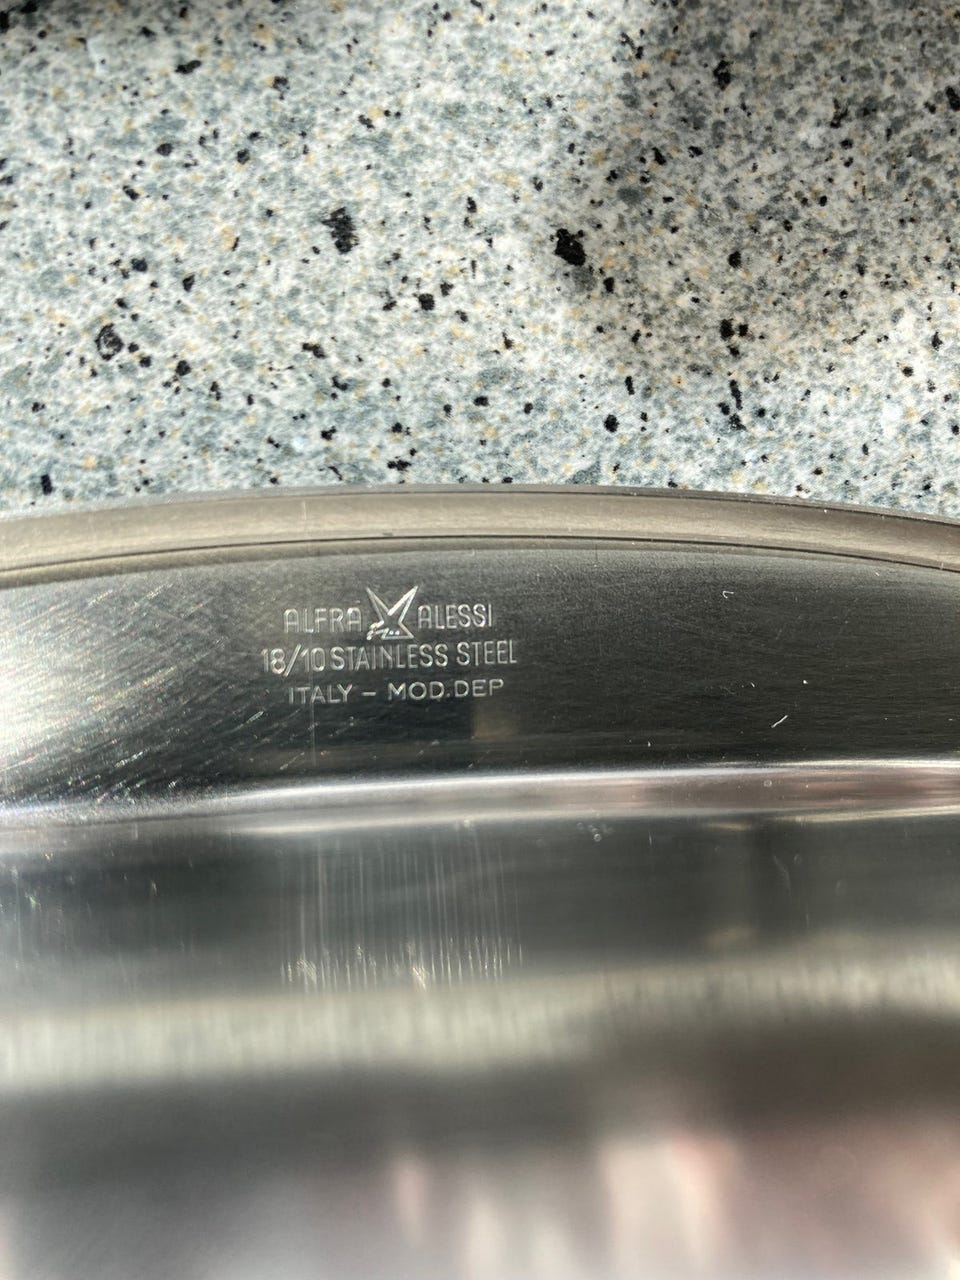 ALFRA ALESSI
18/10 STAINLESS STEEL
ITALY - MOD.DEP